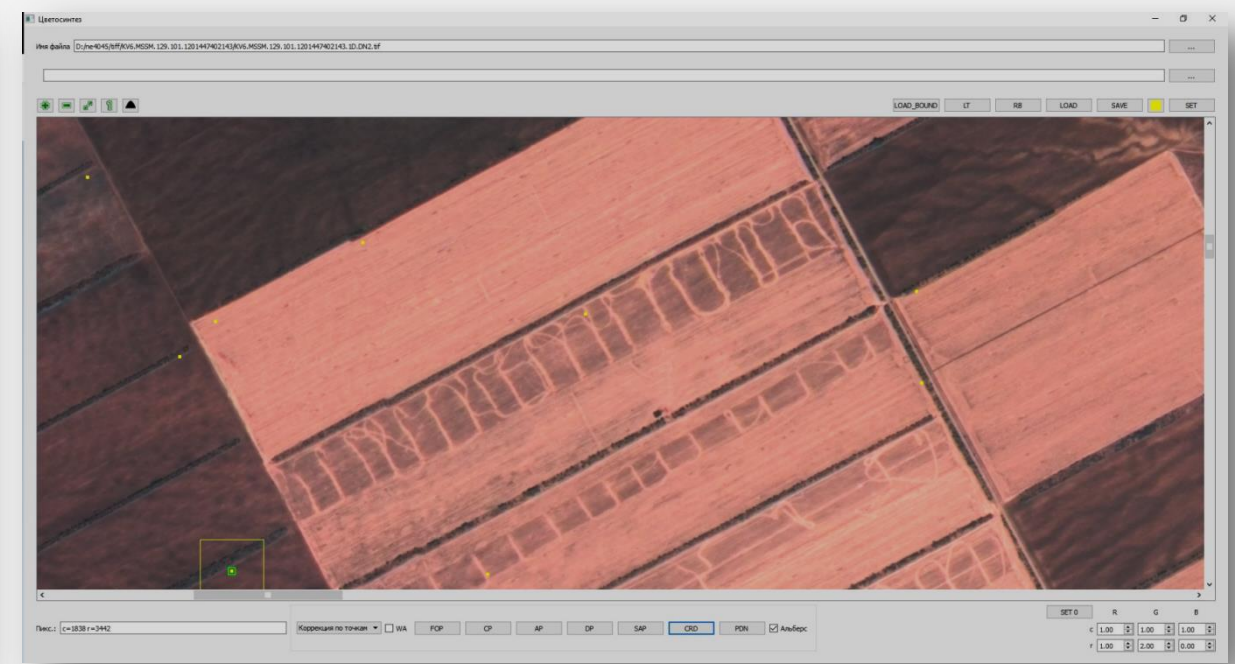 Цветосинтез
Имя файла D:/ne4045/tiff/KV6.MSSM.129.101.1201447402143/KV6.MSSM.129.101.1201447402143.1D.DN2.tif ...
...
LOAD_BOUND LT RB LOAD SAVE SET
SET 0 R G B
Пикс.: c=1838 r=3442 Коррекция по точкам WA FOP CP AP DP SAP CRD PDN Альберс
c 1.00 1.00 1.00
r 1.00 2.00 0.00